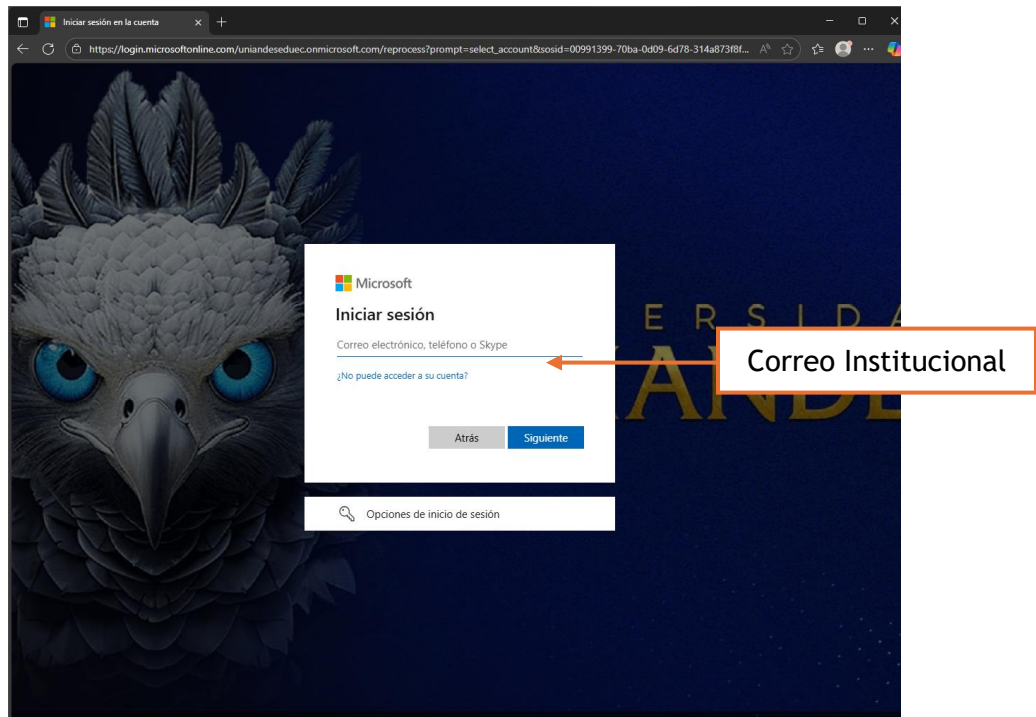 Iniciar sesión en la cuenta
https://login.microsoftonline.com/uniandeseduec.onmicrosoft.com/reprocess?prompt=select_account&sosid=00991399-70ba-0d09-6d78-314a873f8f...
Microsoft
Iniciar sesión
Correo electrónico, teléfono o Skype
¿No puede acceder a su cuenta?
Atrás Siguiente
Opciones de inicio de sesión
ERSIDA
ANDE
Correo Institucional